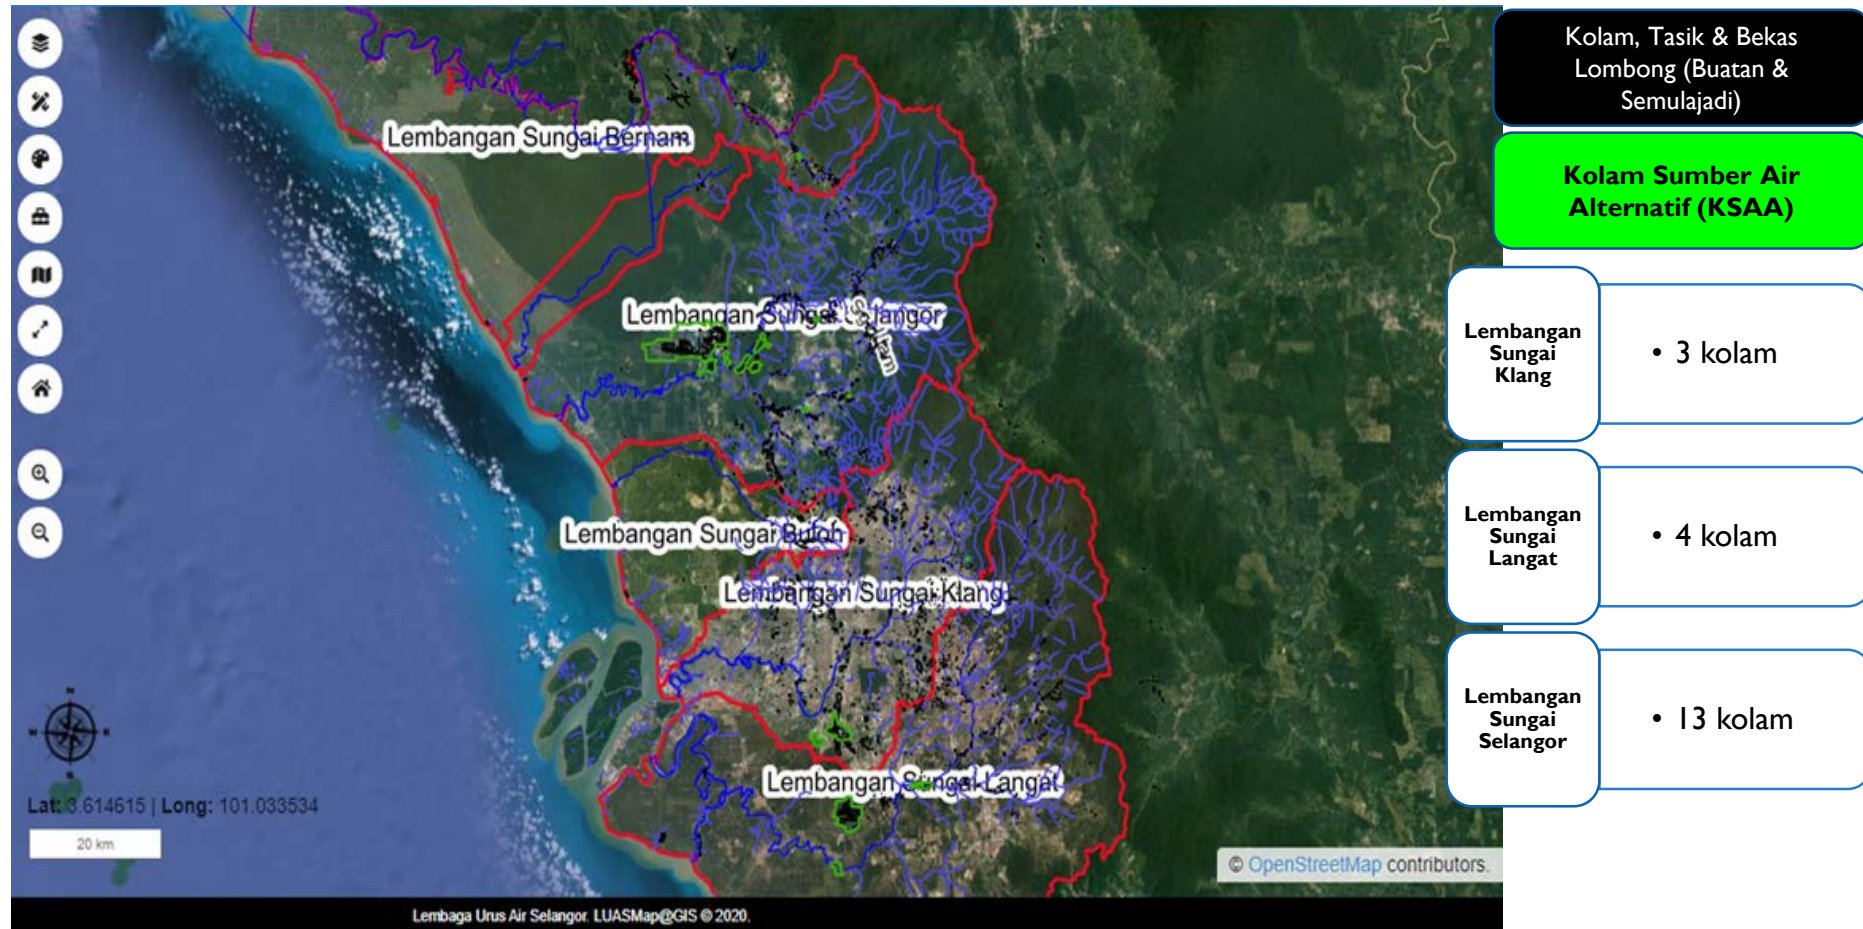 Lembangan Sungai Bernam
Lembangan Sungai Selangor
Lembangan Sungai Buloh
Lembangan Sungai Klang
Lembangan Sungai Langat
N
W
E
S
Lat: 3.614615 | Long: 101.033534
20 km
© OpenStreetMap contributors.
Lembaga Urus Air Selangor. LUASMap@GIS © 2020.
Kolam, Tasik & Bekas
Lombong (Buatan &
Semulajadi)
Kolam Sumber Air
Alternatif (KSAA)
Lembangan
Sungai
Klang
• 3 kolam
Lembangan
Sungai
Langat
• 4 kolam
Lembangan
Sungai
Selangor
• 13 kolam